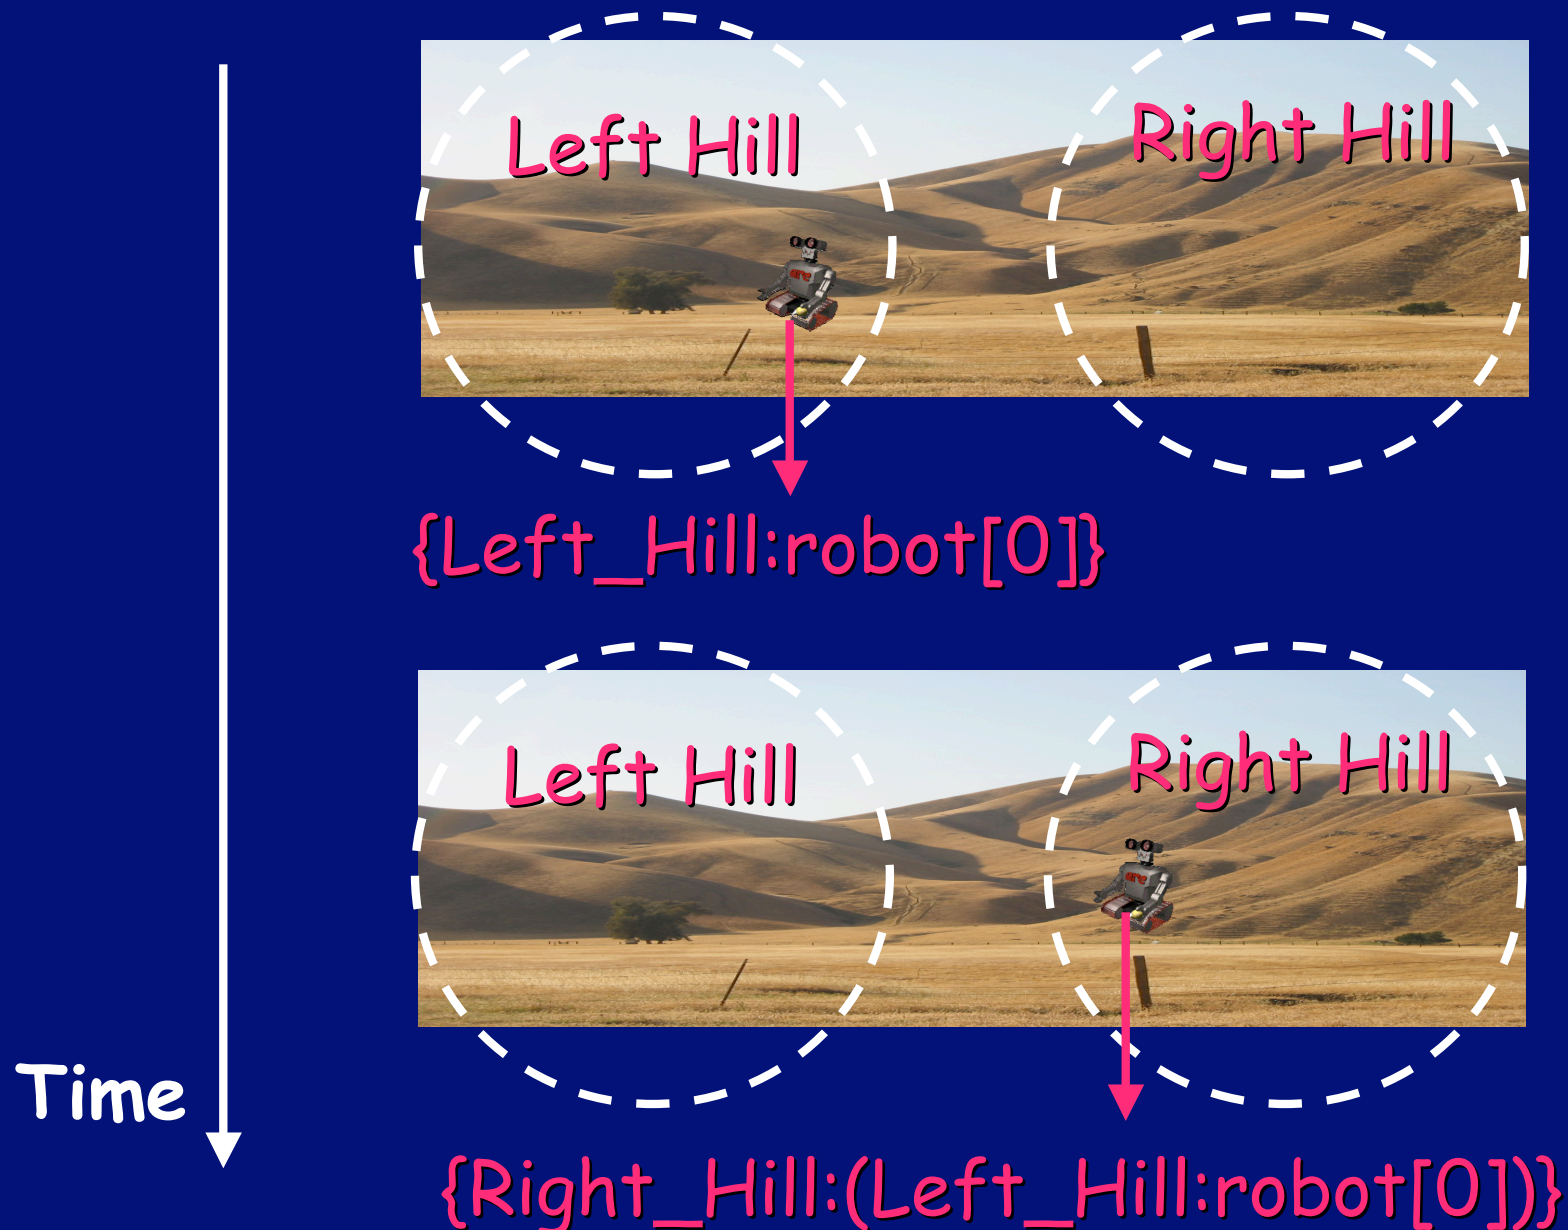 Left Hill
Right Hill
{Left_Hill:robot[0]}
Left Hill
Right Hill
Time
{Right_Hill:(Left_Hill:robot[0])}